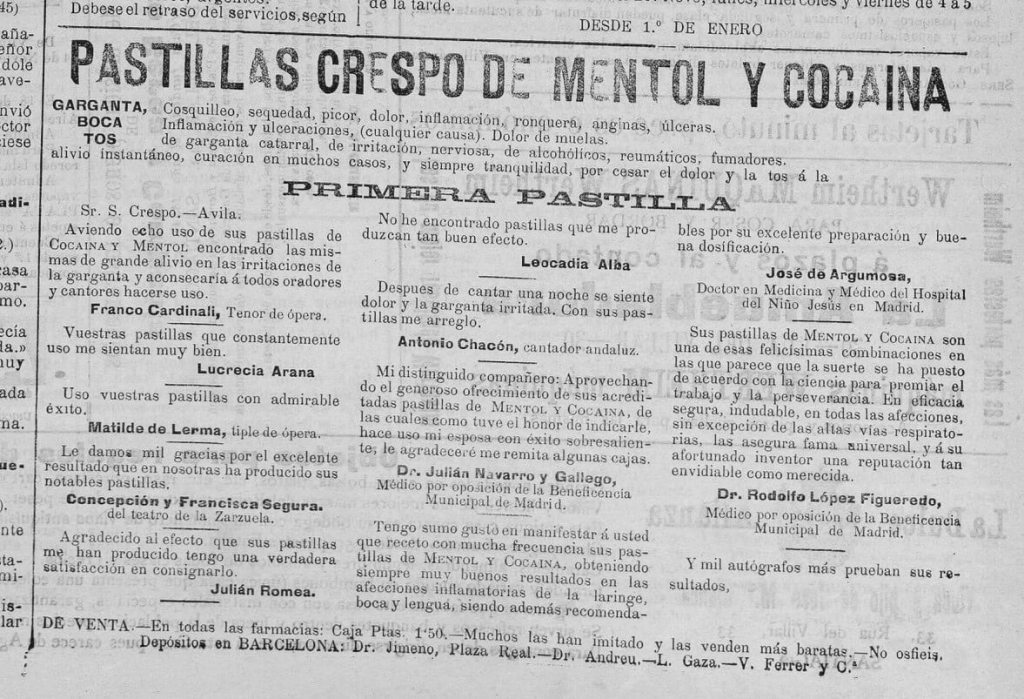 45)
Debese el retraso del servicios, según
de la tarde.
miércoles y viernes de 4 a 5
DESDE 1.º DE ENERO
PASTILLAS CRESPO DE MENTOL Y COCAINA
GARGANTA, Cosquilleo, sequedad, picor, dolor, inflamación, ronquera, anginas, úlceras.
BOCA Inflamación y ulceraciones, (cualquier causa). Dolor de muelas.
TOS de garganta catarral, de irritación, nerviosa, de alcohólicos, reumáticos, fumadores.
alivio instantáneo, curación en muchos casos, y siempre tranquilidad, por cesar el dolor y la tos á la
PRIMERA PASTILLA
Sr. S. Crespo.—Avila.
Aviendo echo uso de sus pastillas de
COCAINA Y MENTOL encontrado las mis-
mas de grande alivio en las irritaciones de
la garganta y aconsecaría á todos oradores
y cantores hacerse uso.
Franco Cardinali, Tenor de ópera.
Vuestras pastillas que constantemente
uso me sientan muy bien.
Lucrecia Arana
Uso vuestras pastillas con admirable
éxito.
Matilde de Lerma, tiple de ópera.
Le damos mil gracias por el excelente
resultado que en nosotras ha producido sus
notables pastillas.
Concepción y Francisca Segura.
del teatro de la Zarzuela.
Agradecido al efecto que sus pastillas
me han producido tengo una verdadera
satisfacción en consignarlo.
Julián Romea.
No he encontrado pastillas que me pro-
duzcan tan buen efecto.
Leocadia Alba
Despues de cantar una noche se siente
dolor y la garganta irritada. Con sus pas-
tillas me arreglo.
Antonio Chacón, cantador andaluz.
Mi distinguido compañero: Aprovechan-
do el generoso ofrecimiento de sus acredi-
tadas pastillas de MENTOL Y COCAINA, de
las cuales como tuve el honor de indicarle,
hace uso mi esposa con éxito sobresalien-
te, le agradeceré me remita algunas cajas.
Dr. Julián Navarro y Gallego,
Médico por oposición de la Beneficencia
Municipal de Madrid.
Tengo sumo gusto en manifestar á usted
que receto con mucha frecuencia sus pas-
tillas de MENTOL Y COCAINA, obteniendo
siempre muy buenos resultados en las
afecciones inflamatorias de la laringe,
boca y lengua, siendo además recomenda-
bles por su excelente preparación y bue-
na dosificación.
José de Argumosa,
Doctor en Medicina y Médico del Hospital
del Niño Jesús en Madrid.
Sus pastillas de MENTOL Y COCAINA son
una de esas felicísimas combinaciones en
las que parece que la suerte se ha puesto
de acuerdo con la ciencia para premiar el
trabajo y la perseverancia. En eficacia
segura, indudable, en todas las afecciones,
sin excepción de las altas vías respirato-
rias, las asegura fama aniversal, y á su
afortunado inventor una reputación tan
envidiable como merecida.
Dr. Rodolfo López Figueredo,
Médico por oposición de la Beneficencia
Municipal de Madrid.
Y mil autógrafos más prueban sus re-
sultados,
DE VENTA.—En todas las farmacias: Caja Ptas. 1'50.—Muchos las han imitado y las venden más baratas.—No osfieis.
Depósitos en BARCELONA: Dr. Jimeno, Plaza Real.—Dr. Andreu.—L. Gaza.—V. Ferrer y C.ª